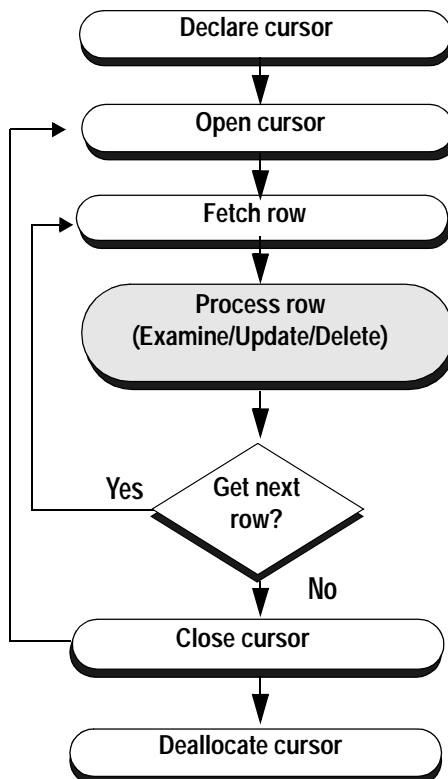 Declare cursor
Open cursor
Fetch row
Process row
(Examine/Update/Delete)
Yes
Get next
row?
No
Close cursor
Deallocate cursor